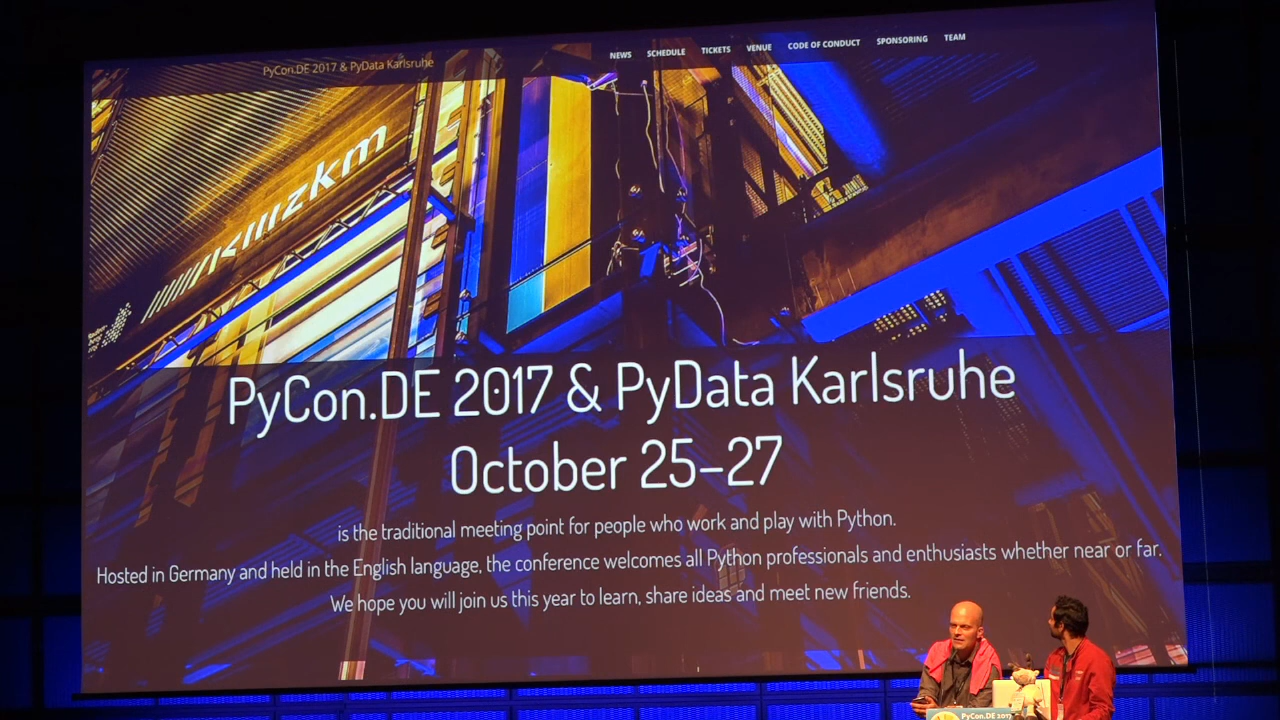 PyCon.DE 2017 & PyData Karlsruhe
NEWS SCHEDULE TICKETS VENUE CODE OF CONDUCT SPONSORING TEAM
zkm
PyCon.DE 2017 & PyData Karlsruhe
October 25–27
is the traditional meeting point for people who work and play with Python.
Hosted in Germany and held in the English language, the conference welcomes all Python professionals and enthusiasts whether near or far.
We hope you will join us this year to learn, share ideas and meet new friends.
PyCon.DE 2017